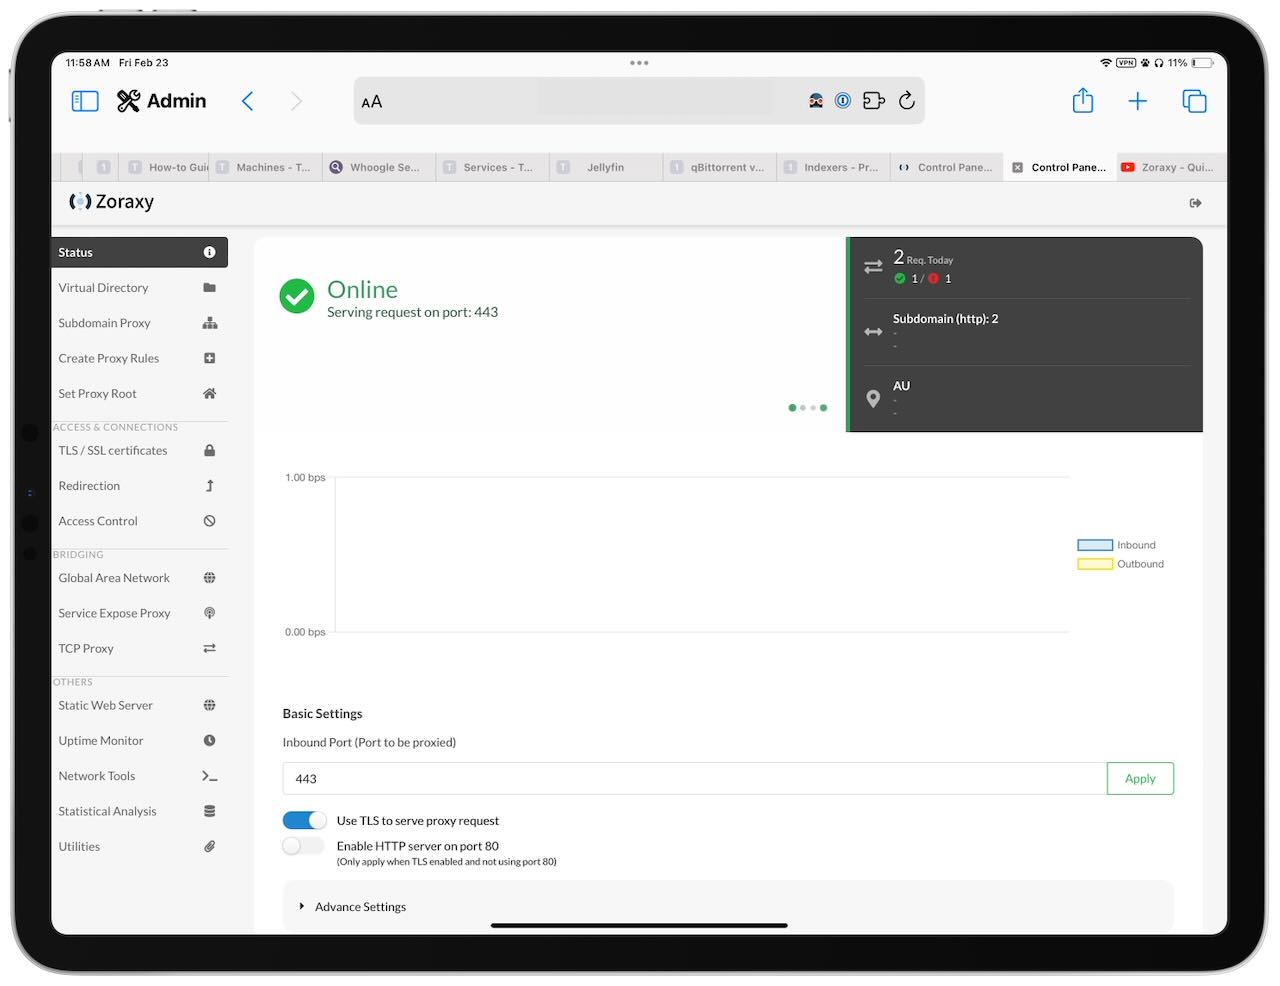 11:58 AM Fri Feb 23
VPN 11%
Admin
AA
1
T How-to Guid
T Machines - T...
Whoogle Se...
T Services - T...
T Jellyfin
1 qBittorrent v...
1 Indexers - Pr...
Control Pane...
Control Pane...
Zoraxy - Qui...
Zoraxy
Status
Virtual Directory
Subdomain Proxy
Create Proxy Rules
Set Proxy Root
ACCESS & CONNECTIONS
TLS / SSL certificates
Redirection
Access Control
BRIDGING
Global Area Network
Service Expose Proxy
TCP Proxy
OTHERS
Static Web Server
Uptime Monitor
Network Tools
Statistical Analysis
Utilities
Online
Serving request on port: 443
2 Req. Today
1 / 1
Subdomain (http): 2
-
-
AU
-
-
1.00 bps
0.00 bps
Inbound
Outbound
Basic Settings
Inbound Port (Port to be proxied)
443
Apply
Use TLS to serve proxy request
Enable HTTP server on port 80
(Only apply when TLS enabled and not using port 80)
Advance Settings